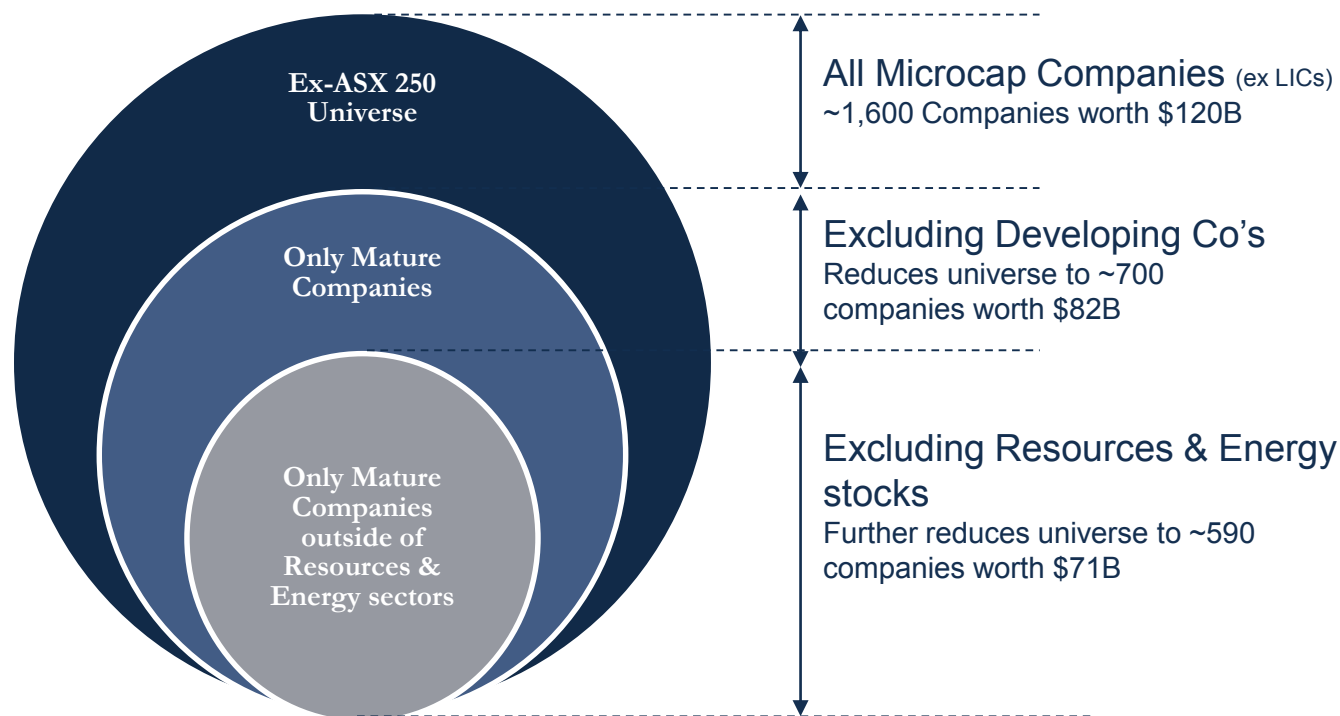 Ex-ASX 250
Universe
All Microcap Companies (ex LICs)
~1,600 Companies worth $120B
Only Mature
Companies
Excluding Developing Co’s
Reduces universe to ~700
companies worth $82B
Only Mature
Companies
outside of
Resources &
Energy sectors
Excluding Resources & Energy
stocks
Further reduces universe to ~590
companies worth $71B